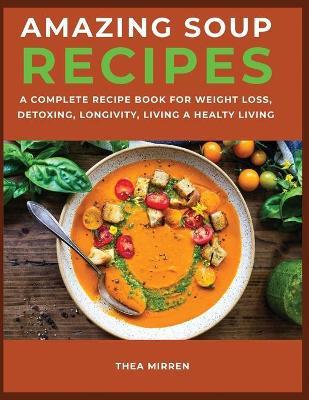 AMAZING SOUP
RECIPES
A COMPLETE RECIPE BOOK FOR WEIGHT LOSS,
DETOXING, LONGIVITY, LIVING A HEALTY LIVING
THEA MIRREN